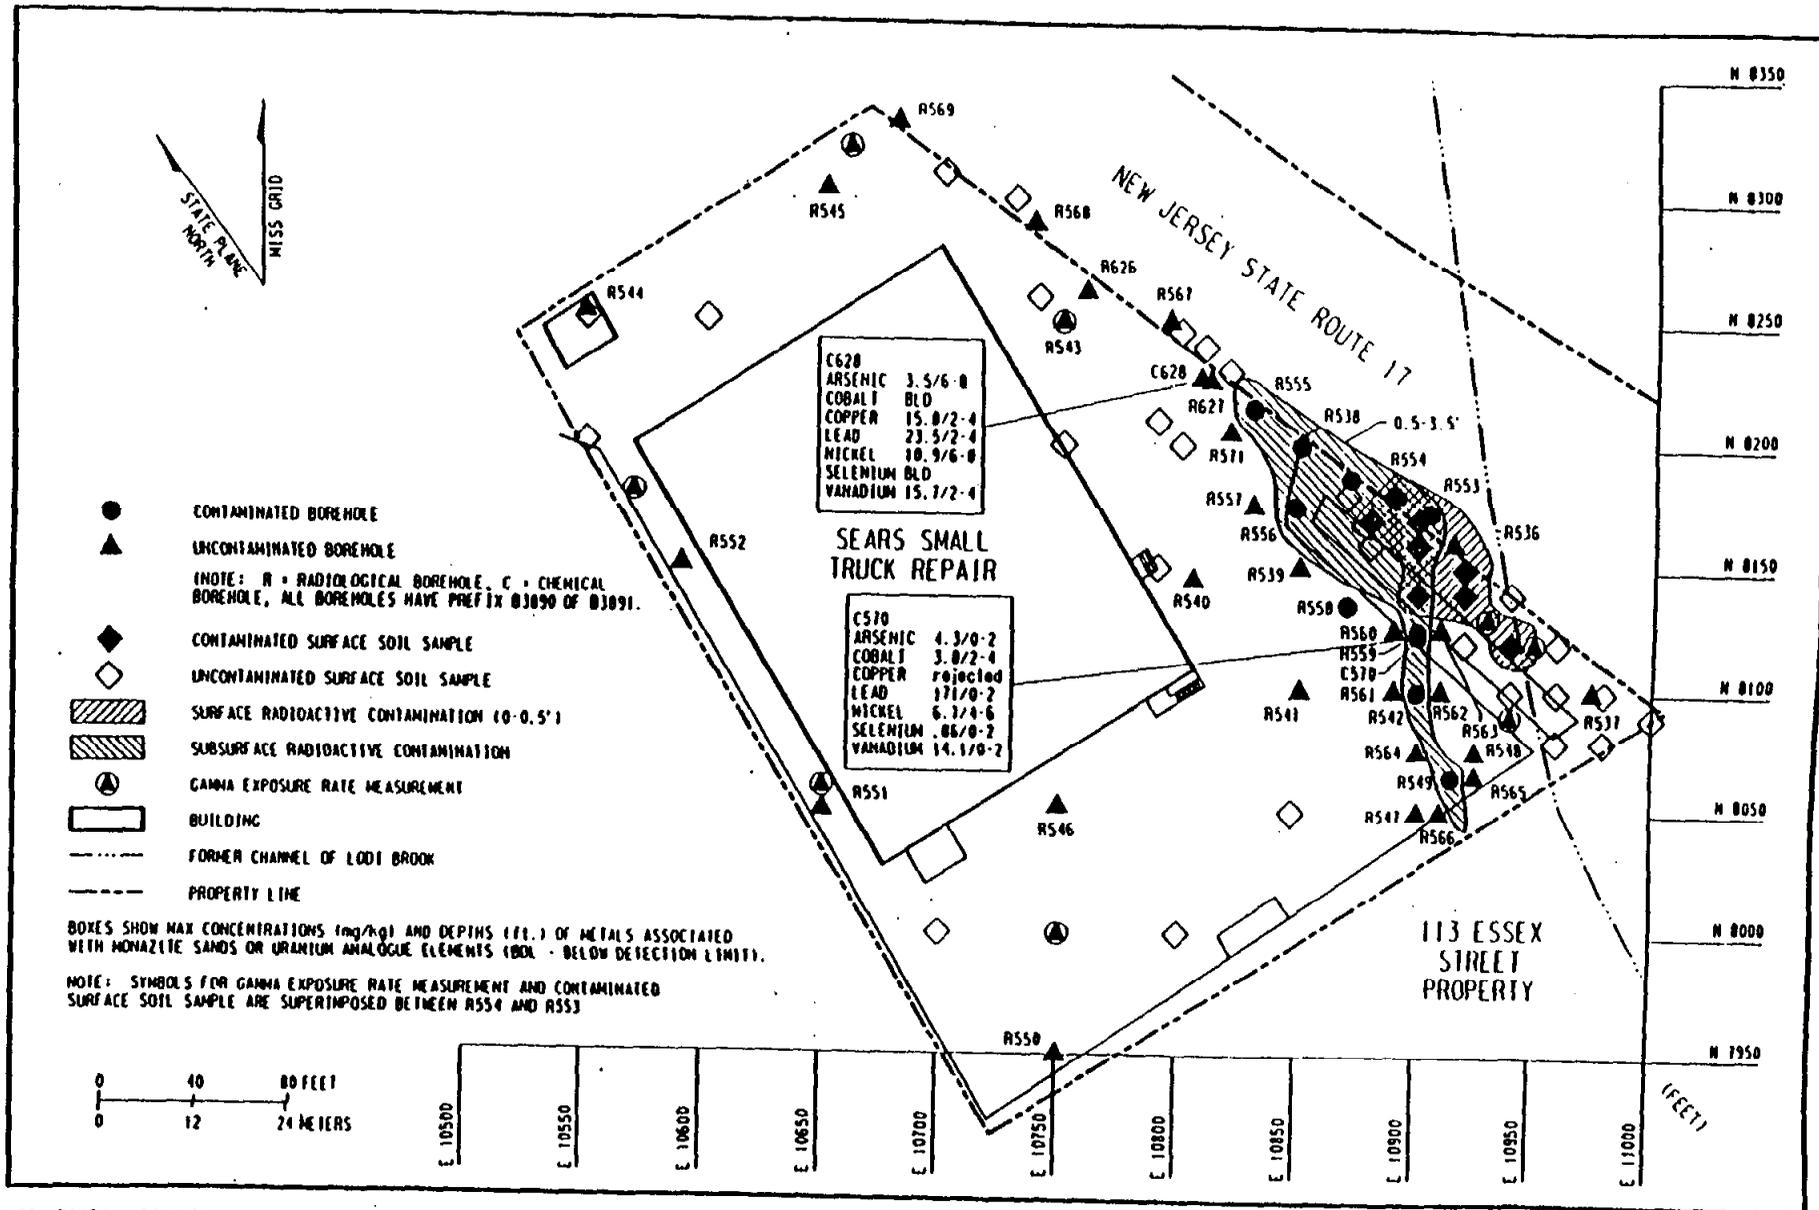 N 8350
R569
STATE PLANE
NORTH
MISS GRID
R545
R568
NEW JERSEY STATE ROUTE 17
N 8300
R626
R544
R567
R543
N 8250
C628
ARSENIC 3.5/6-8
COBALT BLD
COPPER 15.8/2-4
LEAD 23.5/2-4
NICKEL 10.9/6-8
SELENIUM BLD
VANADIUM 15.7/2-4
C628
R555
R627
R538
0.5-3.5'
R571
R554
N 8200
R557
R553
R556
R536
SEARS SMALL
TRUCK REPAIR
R552
R539
N 8150
R540
R558
C570
ARSENIC 4.3/0-2
COBALT 3.8/2-4
COPPER rejected
LEAD 171/0-2
NICKEL 6.7/4-6
SELENIUM .86/0-2
VANADIUM 14.1/0-2
R560
R559
C570
R561
N 8100
R541
R542
R562
R563
R537
R564
R548
R549
R565
R551
R546
R547
R566
N 8050
CONTAMINATED BOREHOLE
UNCONTAMINATED BOREHOLE
(NOTE: R = RADIOLOGICAL BOREHOLE, C = CHEMICAL
BOREHOLE, ALL BOREHOLES HAVE PREFIX 03090 OF 03091.
CONTAMINATED SURFACE SOIL SAMPLE
UNCONTAMINATED SURFACE SOIL SAMPLE
SURFACE RADIOACTIVE CONTAMINATION (0-0.5')
SUBSURFACE RADIOACTIVE CONTAMINATION
GAMMA EXPOSURE RATE MEASUREMENT
BUILDING
FORMER CHANNEL OF LODI BROOK
PROPERTY LINE
BOXES SHOW MAX CONCENTRATIONS (mg/kg) AND DEPTHS (ft.) OF METALS ASSOCIATED
WITH MONAZITE SANDS OR URANIUM ANALOGUE ELEMENTS (BDL - BELOW DETECTION LIMIT).
NOTE: SYMBOLS FOR GAMMA EXPOSURE RATE MEASUREMENT AND CONTAMINATED
SURFACE SOIL SAMPLE ARE SUPERIMPOSED BETWEEN R554 AND R553
113 ESSEX
STREET
PROPERTY
N 8000
R550
N 7950
0 40 80 FEET
0 12 24 METERS
E 10500
E 10550
E 10600
E 10650
E 10700
E 10750
E 10800
E 10850
E 10900
E 10950
E 11000
(FEET)